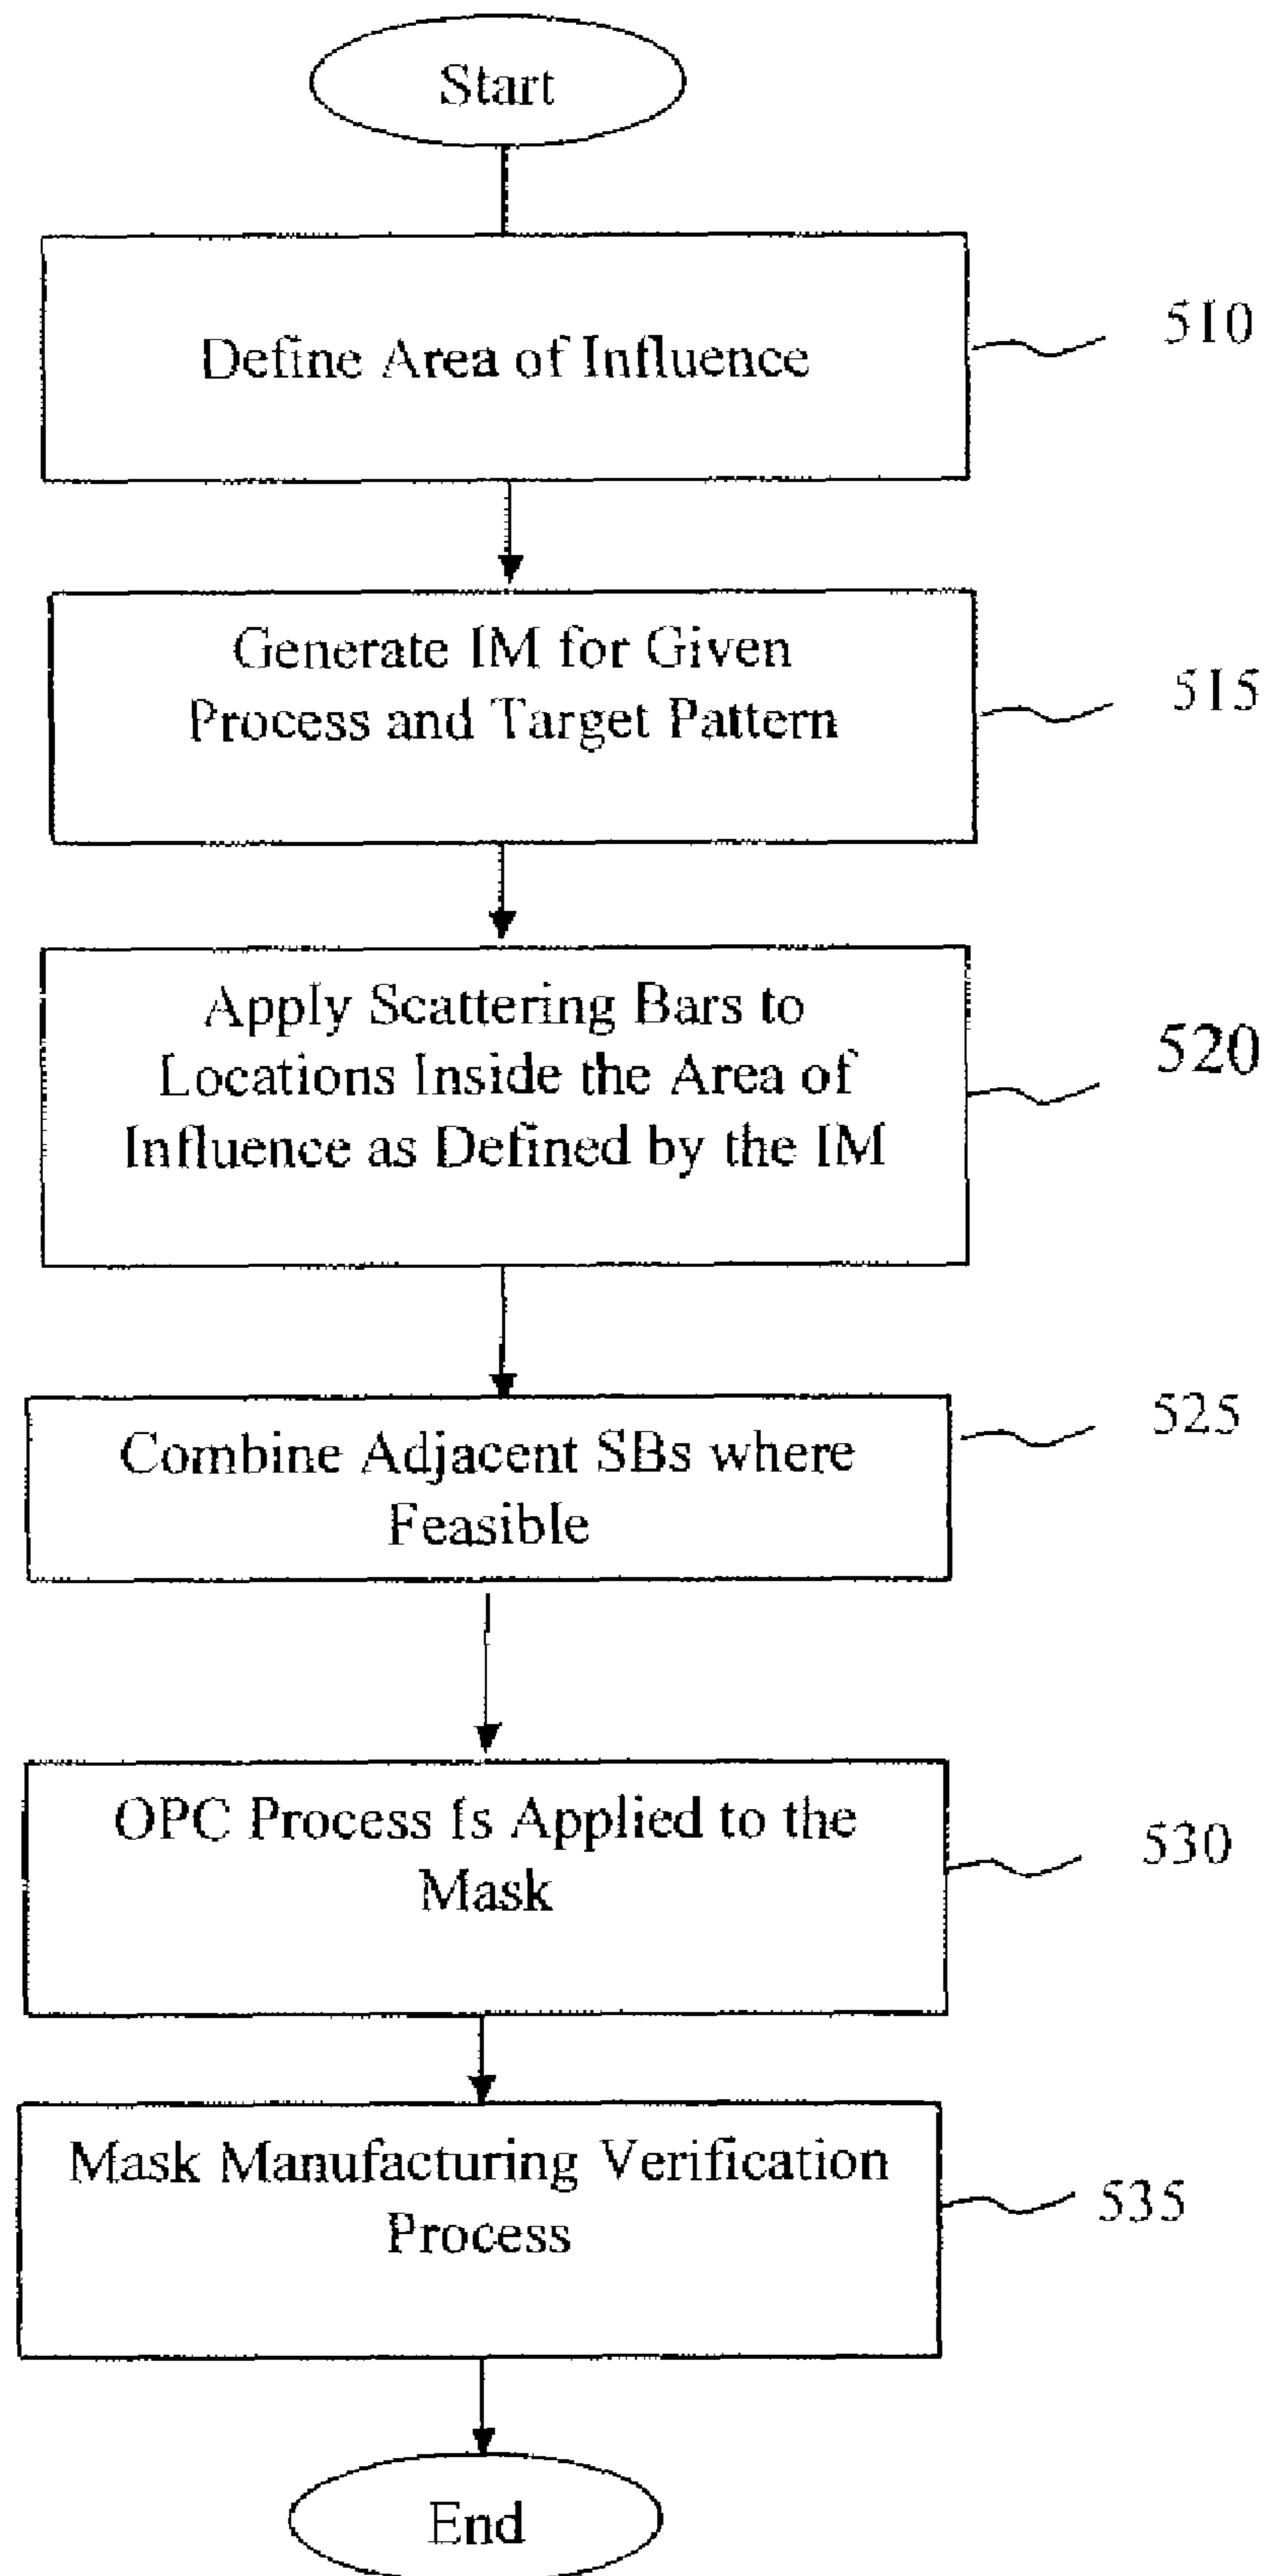 Start
Define Area of Influence
510
Generate IM for Given
Process and Target Pattern
515
Apply Scattering Bars to
Locations Inside the Area of
Influence as Defined by the IM
520
Combine Adjacent SBs where
Feasible
525
OPC Process Is Applied to the
Mask
530
Mask Manufacturing Verification
Process
535
End